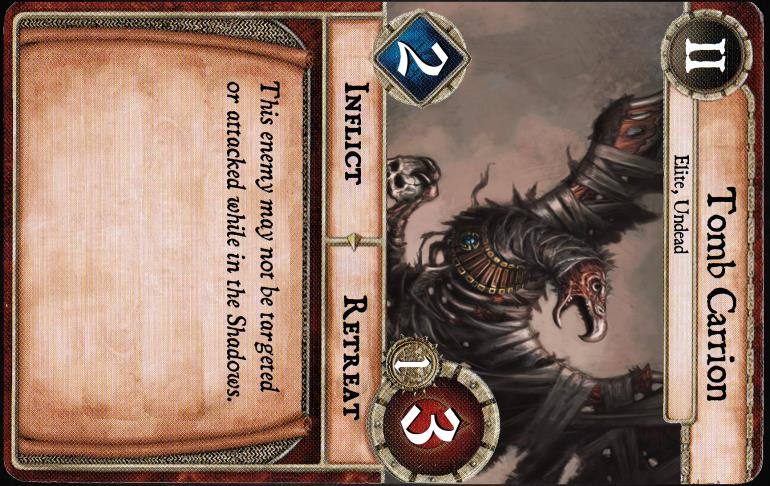 II
Tomb Carrion
Elite, Undead
2
1
3
INFLICT
RETREAT
This enemy may not be targeted
or attacked while in the Shadows.